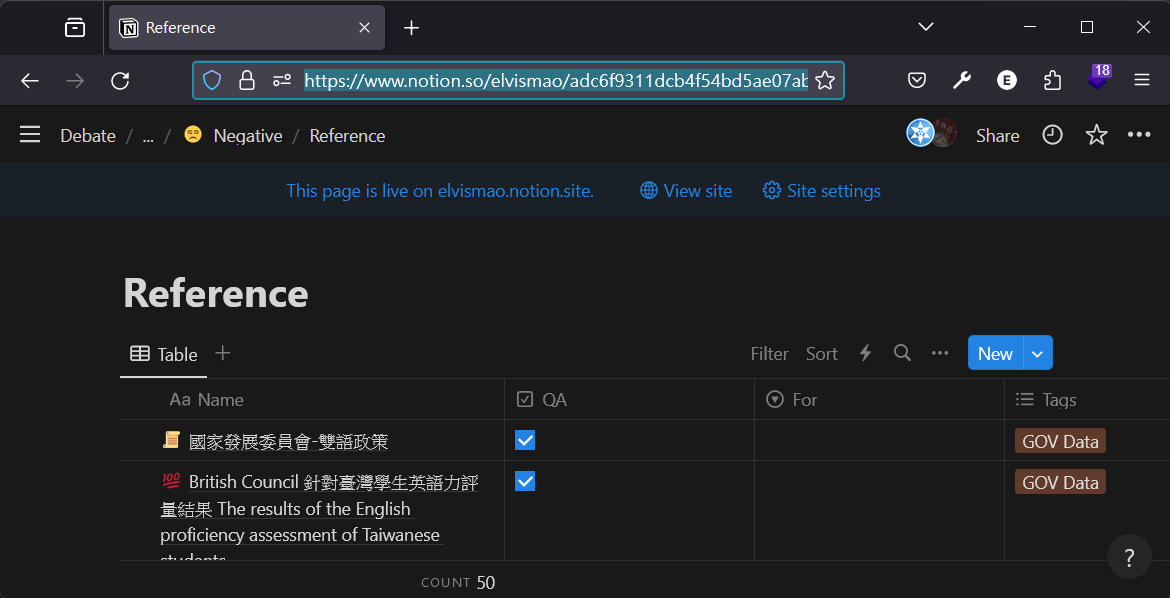 Reference
https://www.notion.so/elvismao/adc6f9311dcb4f54bd5ae07ab
E
18
Debate / ... / Negative / Reference
Share
This page is live on elvismao.notion.site. View site Site settings
Reference
Table
Filter Sort New
Aa Name QA For Tags
國家發展委員會-雙語政策 GOV Data
British Council 針對臺灣學生英語力評 GOV Data
量結果 The results of the English
proficiency assessment of Taiwanese
students
COUNT 50
?